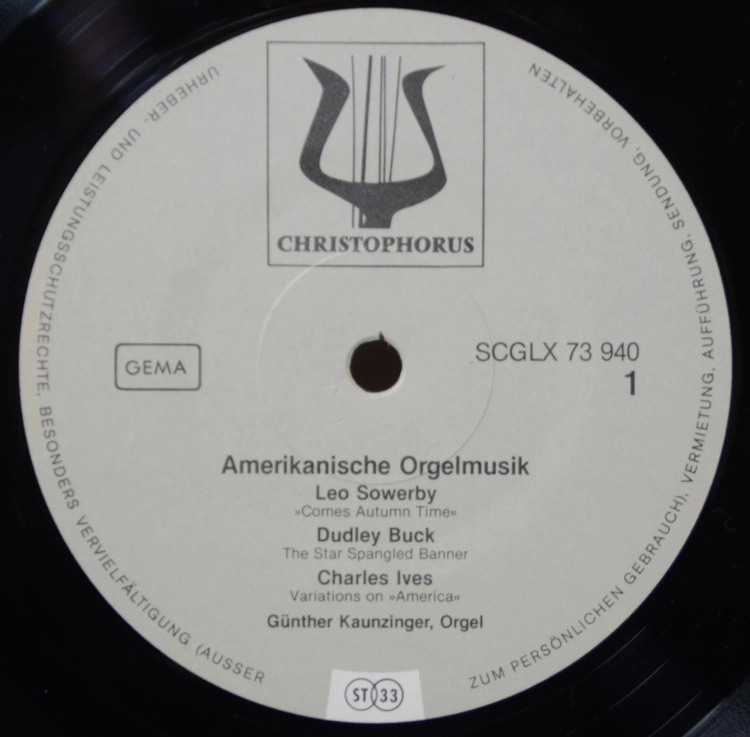 CHRISTOPHORUS
URHEBER- UND LEISTUNGSSCHUTZRECHTE, BESONDERS VERVIELFÄLTIGUNG (AUSSER ZUM PERSÖNLICHEN GEBRAUCH), VERMIETUNG, AUFFÜHRUNG, SENDUNG, VORBEHALTEN
GEMA
SCGLX 73 940
1
Amerikanische Orgelmusik
Leo Sowerby
»Comes Autumn Time«
Dudley Buck
The Star Spangled Banner
Charles Ives
Variations on »America«
Günther Kaunzinger, Orgel
ST 33